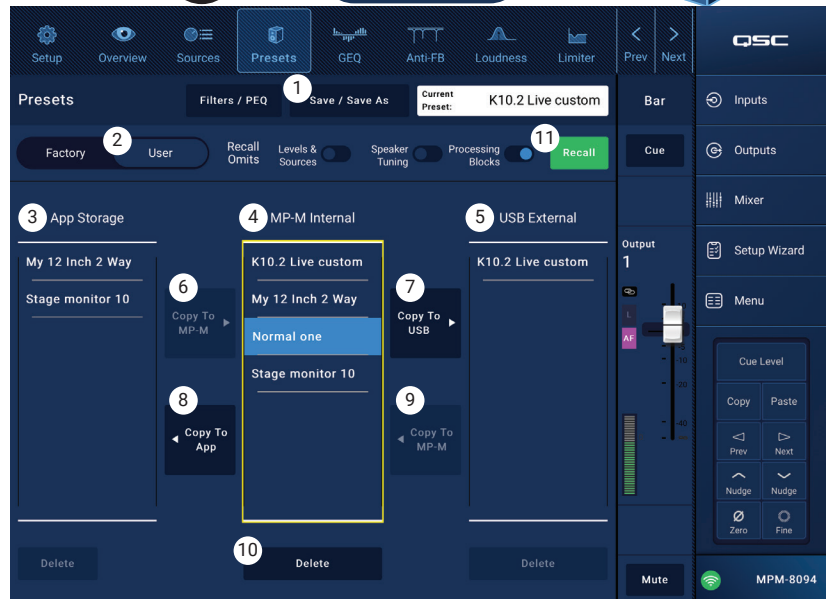 Setup
Overview
Sources
Presets
GEQ
Anti-FB
Loudness
Limiter
Prev
Next
QSC
Presets
Filters / PEQ
1
Save / Save As
Current
Preset:
K10.2 Live custom
Bar
Inputs
Factory
2
User
Recall
Omits
Levels &
Sources
Speaker
Tuning
Processing
Blocks
11
Recall
Cue
Outputs
Mixer
3 App Storage
4 MP-M Internal
5 USB External
Output
1
Setup Wizard
My 12 Inch 2 Way
Stage monitor 10
K10.2 Live custom
My 12 Inch 2 Way
Normal one
Stage monitor 10
K10.2 Live custom
6
Copy To
MP-M
7
Copy To
USB
8
Copy To
App
9
Copy To
MP-M
L
AF
-10
-20
-40
Menu
Cue Level
Copy
Paste
Prev
Next
Nudge
Nudge
Zero
Fine
Delete
10
Delete
Delete
Mute
MPM-8094